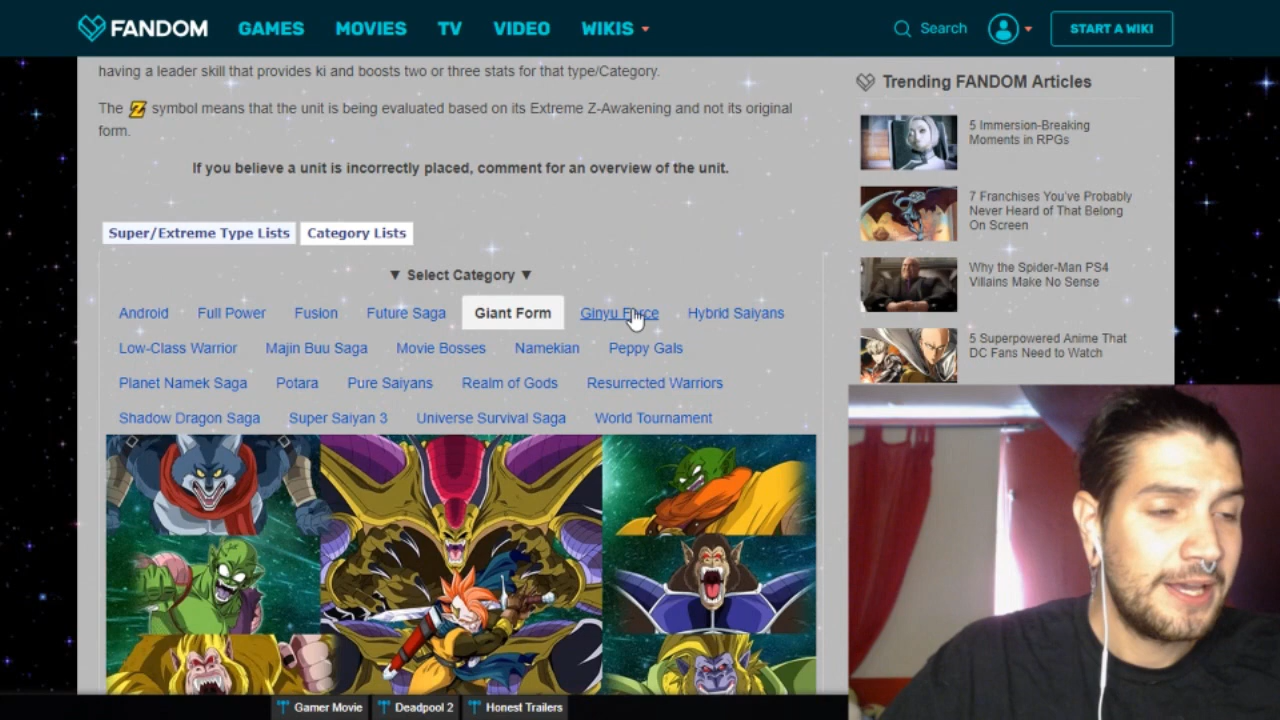 FANDOM GAMES MOVIES TV VIDEO WIKIS Search START A WIKI
having a leader skill that provides ki and boosts two or three stats for that type/Category.
The Z symbol means that the unit is being evaluated based on its Extreme Z-Awakening and not its original
form.
If you believe a unit is incorrectly placed, comment for an overview of the unit.
Super/Extreme Type Lists Category Lists
▼ Select Category ▼
Android Full Power Fusion Future Saga Giant Form Ginyu Force Hybrid Saiyans
Low-Class Warrior Majin Buu Saga Movie Bosses Namekian Peppy Gals
Planet Namek Saga Potara Pure Saiyans Realm of Gods Resurrected Warriors
Shadow Dragon Saga Super Saiyan 3 Universe Survival Saga World Tournament
Trending FANDOM Articles
5 Immersion-Breaking
Moments in RPGs
7 Franchises You've Probably
Never Heard of That Belong
On Screen
Why the Spider-Man PS4
Villains Make No Sense
5 Superpowered Anime That
DC Fans Need to Watch
Gamer Movie Deadpool 2 Honest Trailers